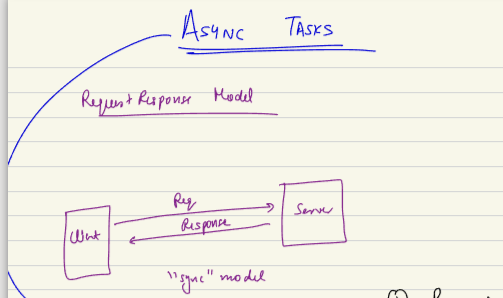 Async Tasks
Request Response Model
Req
Server
Response
Client
"sync" model